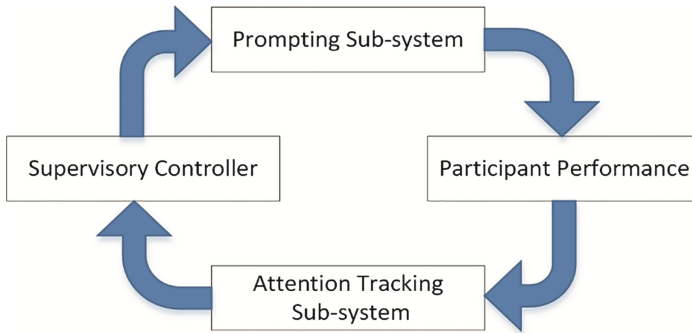 Prompting Sub-system
Supervisory Controller
Participant Performance
Attention Tracking
Sub-system